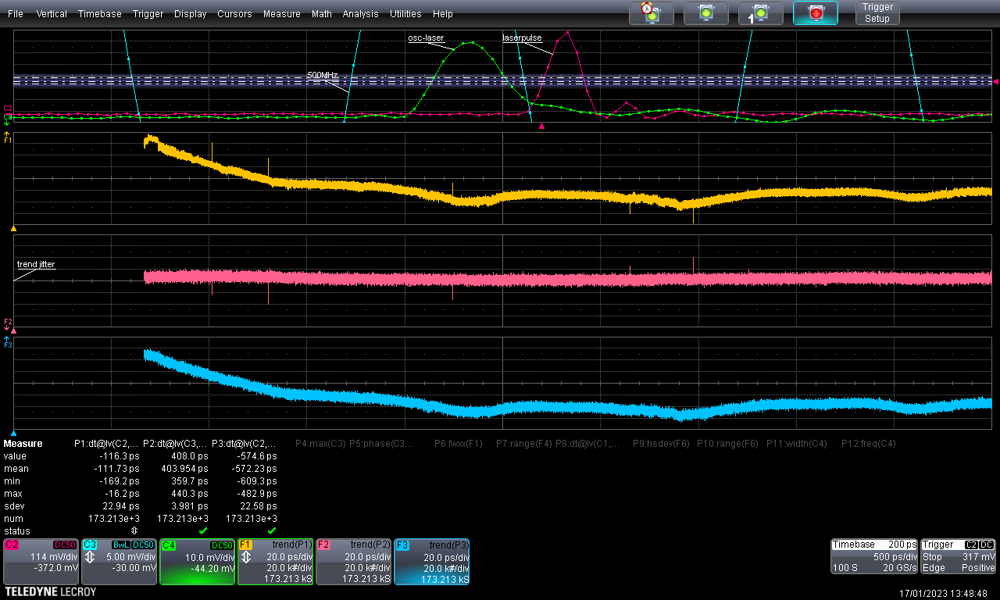 File Vertical Timebase Trigger Display Cursors Measure Math Analysis Utilities Help
1
Trigger
Setup
osc-laser
laserpulse
500MHz
C2
F1
trend jitter
F2
F3
Measure P1:dt@lv(C2,... P2:dt@lv(C3,... P3:dt@lv(C2,... P4:max(C3) P5:phase(C3... P6:fwxx(F1) P7:range(F4) P8:dt@lv(C1,... P9:hsdev(F6) P10:range(F6) P11:width(C4) P12:freq(C4)
value -116.3 ps 408.0 ps -574.6 ps
mean -111.73 ps 403.954 ps -572.23 ps
min -169.2 ps 359.7 ps -609.3 ps
max -16.2 ps 440.3 ps -482.9 ps
sdev 22.94 ps 3.981 ps 22.58 ps
num 173.213e+3 173.213e+3 173.213e+3
status
C2 DC50
114 mV/div
-372.0 mV
C3 BwL DC50
5.00 mV/div
-30.00 mV
C4 DC50
10.0 mV/div
-44.20 mV
F1 trend(P1)
20.0 ps/div
20.0 k#/div
173.213 kS
F2 trend(P2)
20.0 ps/div
20.0 k#/div
173.213 kS
F3 trend(P3)
20.0 ps/div
20.0 k#/div
173.213 kS
Timebase 200 ps
500 ps/div
100 S 20 GS/s
Trigger C2 DC
Stop 317 mV
Edge Positive
TELEDYNE LECROY
17/01/2023 13:48:48